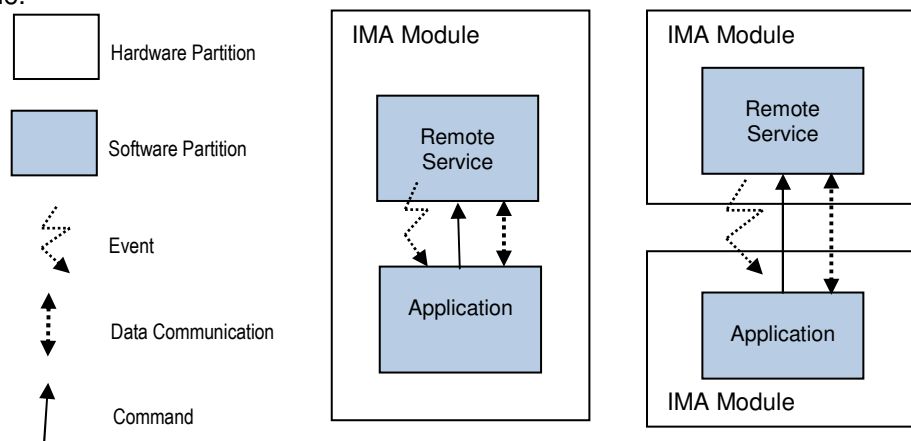 Hardware Partition
Software Partition
Event
Data Communication
Command
IMA Module
Remote
Service
Application
IMA Module
Remote
Service
Application
IMA Module